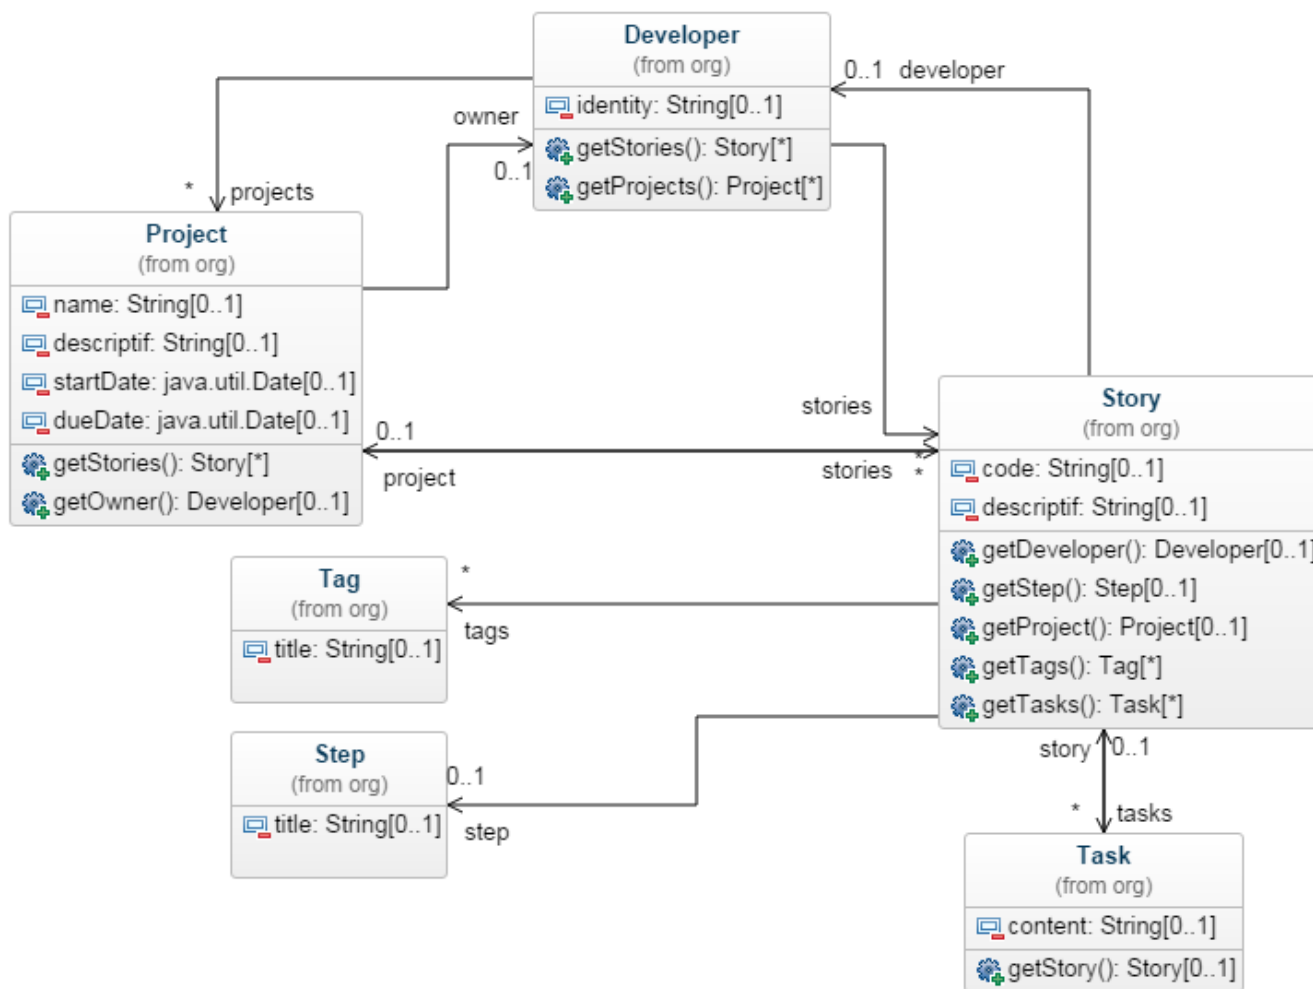 Developer
(from org)
identity: String[0..1]
getStories(): Story[*]
getProjects(): Project[*]
0..1 developer
owner
0..1
* projects
Project
(from org)
name: String[0..1]
descriptif: String[0..1]
startDate: java.util.Date[0..1]
dueDate: java.util.Date[0..1]
getStories(): Story[*]
getOwner(): Developer[0..1]
0..1
project
stories
stories
*
*
Story
(from org)
code: String[0..1]
descriptif: String[0..1]
getDeveloper(): Developer[0..1]
getStep(): Step[0..1]
getProject(): Project[0..1]
getTags(): Tag[*]
getTasks(): Task[*]
Tag
(from org)
title: String[0..1]
*
tags
Step
(from org)
title: String[0..1]
0..1
step
story 0..1
* tasks
Task
(from org)
content: String[0..1]
getStory(): Story[0..1]